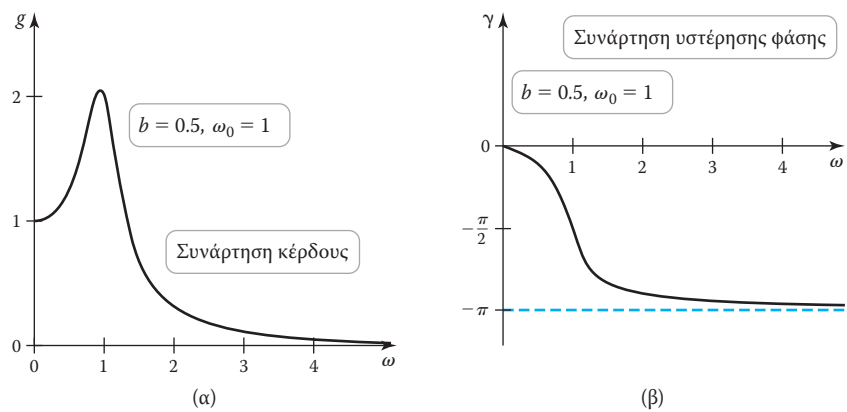 g
2
1
0
b = 0.5, ω₀ = 1
Συνάρτηση κέρδους
0 1 2 3 4 ω
(α)
γ
Συνάρτηση υστέρησης φάσης
b = 0.5, ω₀ = 1
0
1 2 3 4 ω
−π/2
−π
(β)